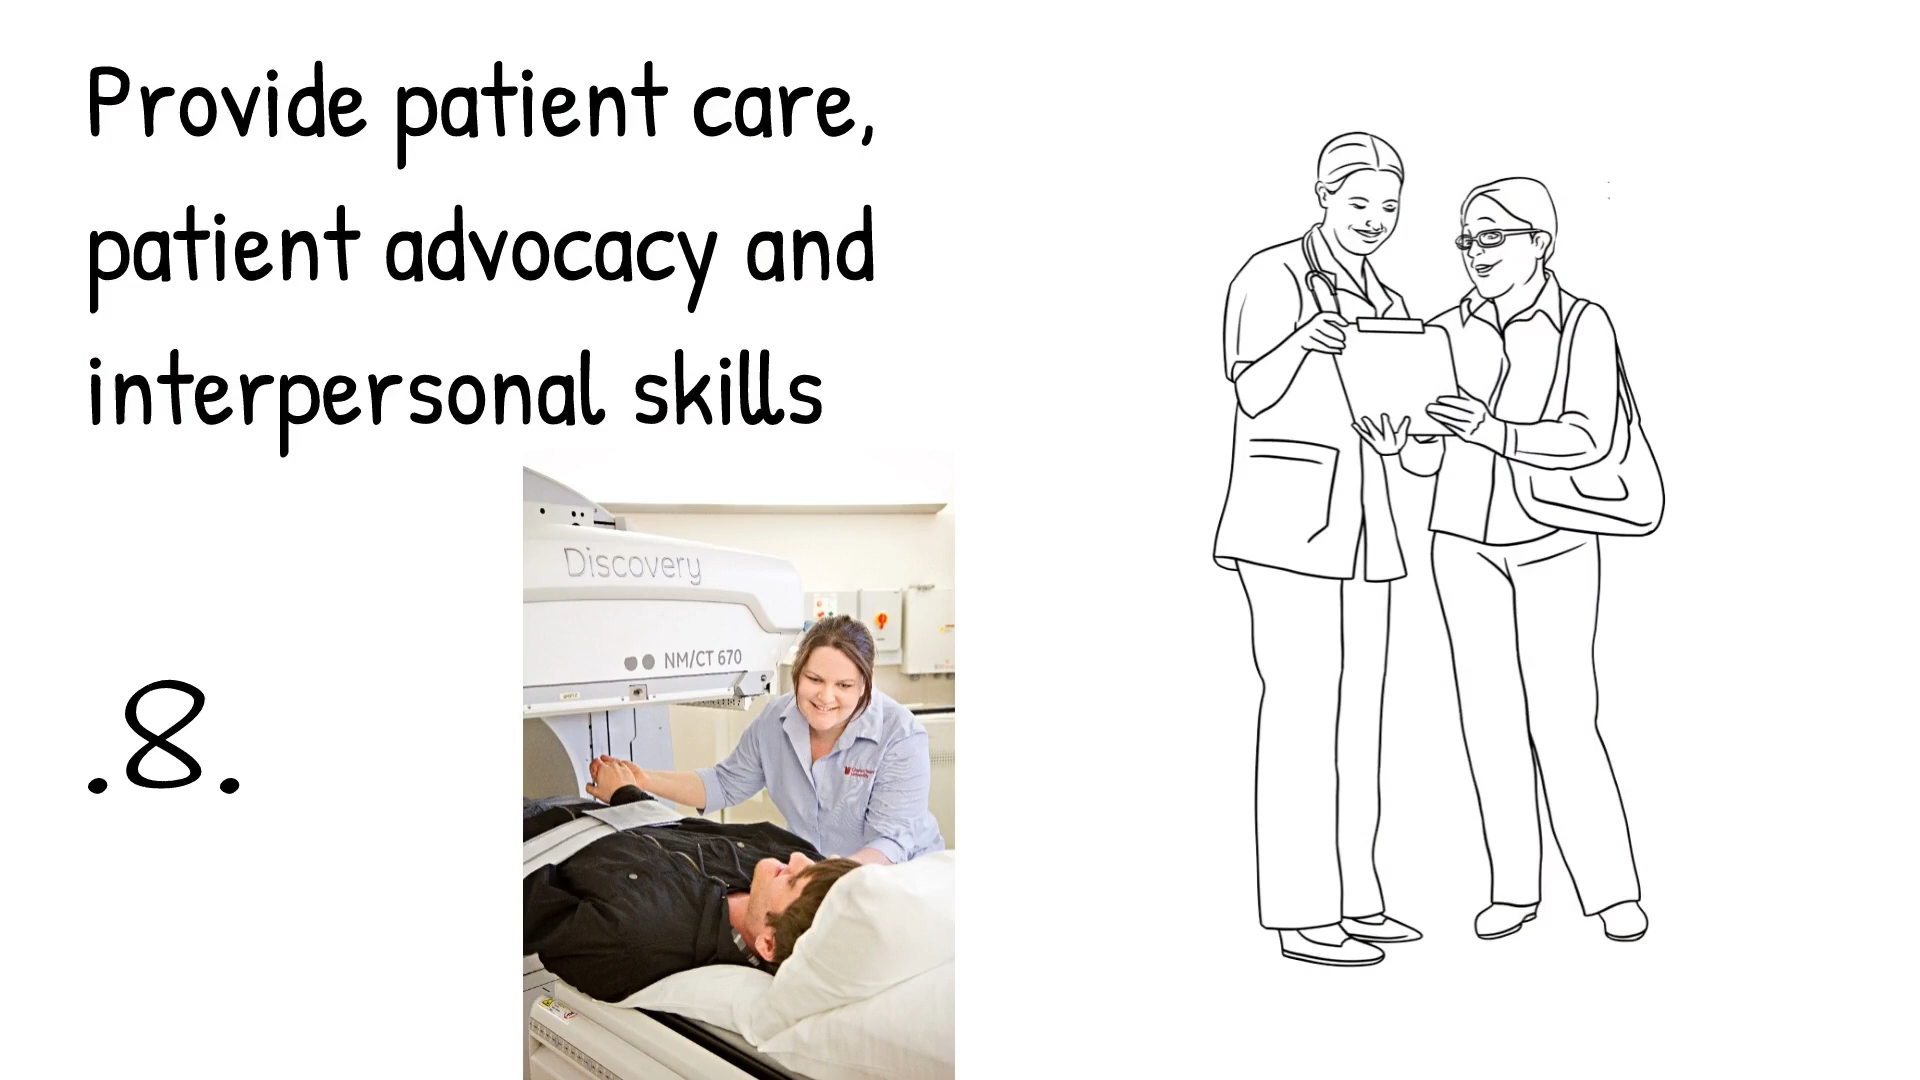 Provide patient care,
patient advocacy and
interpersonal skills
Discovery
NM/CT 670
.8.